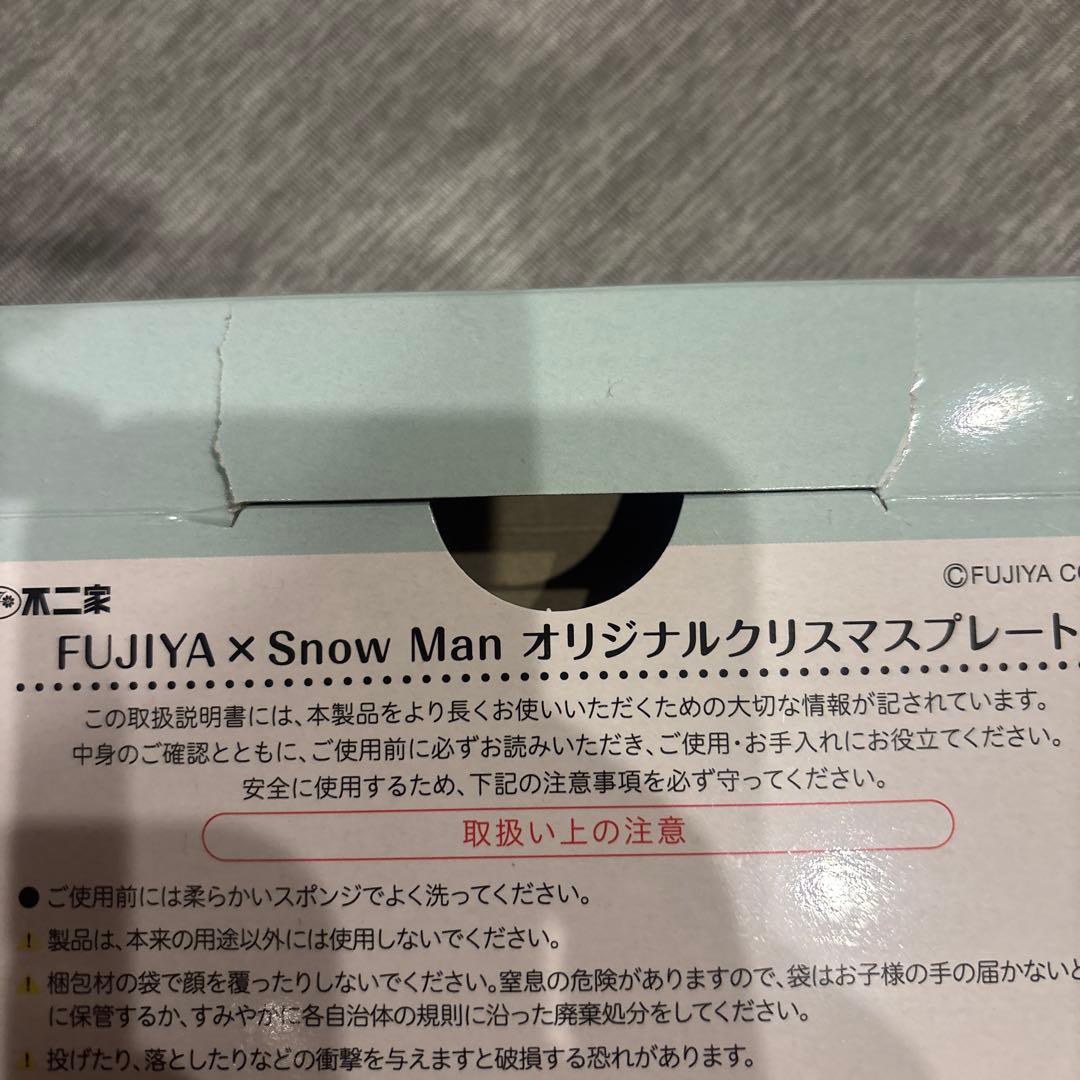 ©FUJIYA CO
不二家
FUJIYA × Snow Man オリジナルクリスマスプレート
この取扱説明書には、本製品をより長くお使いいただくための大切な情報が記されています。
中身のご確認とともに、ご使用前に必ずお読みいただき、ご使用・お手入れにお役立てください。
安全に使用するため、下記の注意事項を必ず守ってください。
取扱い上の注意
● ご使用前には柔らかいスポンジでよく洗ってください。
! 製品は、本来の用途以外には使用しないでください。
! 梱包材の袋で顔を覆ったりしないでください。窒息の危険がありますので、袋はお子様の手の届かないと
に保管するか、すみやかに各自治体の規則に沿った廃棄処分をしてください。
! 投げたり、落としたりなどの衝撃を与えますと破損する恐れがあります。